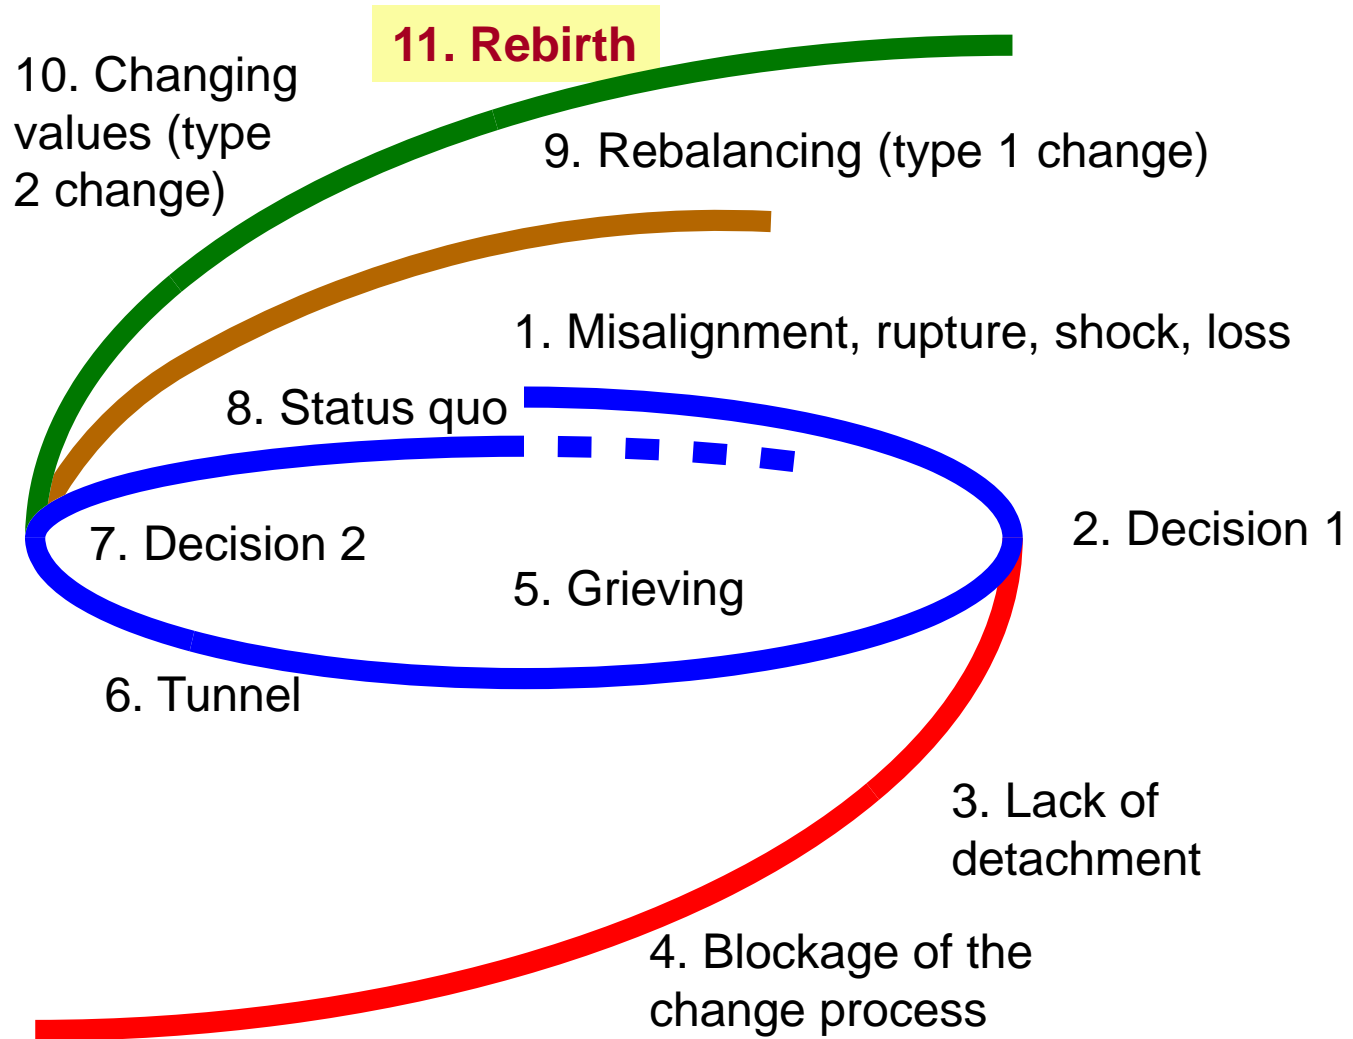 11. Rebirth
10. Changing
values (type
2 change)
9. Rebalancing (type 1 change)
1. Misalignment, rupture, shock, loss
8. Status quo
2. Decision 1
7. Decision 2
5. Grieving
6. Tunnel
3. Lack of
detachment
4. Blockage of the
change process